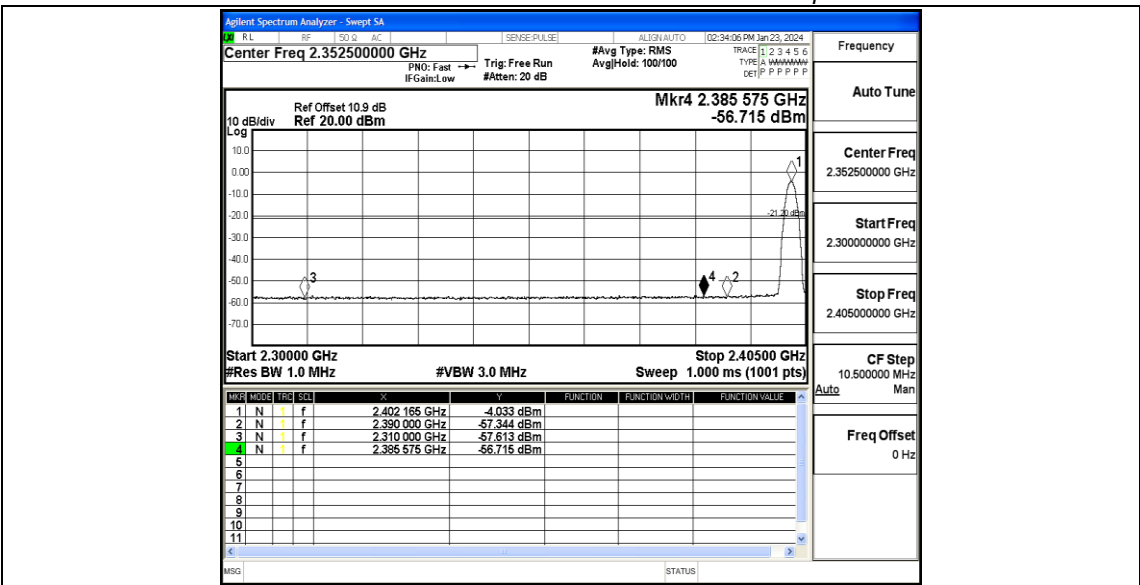 Agilent Spectrum Analyzer - Swept SA
RL RF 50 Ω AC SENSE:PULSE ALIGNAUTO 02:34:06 PM Jan 23, 2024
Center Freq 2.352500000 GHz
PNO: Fast
IFGain:Low
Trig: Free Run
#Atten: 20 dB
#Avg Type: RMS
Avg|Hold: 100/100
TRACE 1 2 3 4 5 6
TYPE A WWWWW
DET P P P P P P
Mkr4 2.385 575 GHz
-56.715 dBm
Ref Offset 10.9 dB
10 dB/div Ref 20.00 dBm
Log
10.0
0.00
-10.0
-20.0
-30.0
-40.0
-50.0
-60.0
-70.0
1
-21.20 dBm
3
4
2
Start 2.30000 GHz Stop 2.40500 GHz
#Res BW 1.0 MHz #VBW 3.0 MHz Sweep 1.000 ms (1001 pts)
MKR MODE TRC SCL X Y FUNCTION FUNCTION WIDTH FUNCTION VALUE
1 N 1 f 2.402 165 GHz -4.033 dBm
2 N 1 f 2.390 000 GHz -57.344 dBm
3 N 1 f 2.310 000 GHz -57.613 dBm
4 N 1 f 2.385 575 GHz -56.715 dBm
5
6
7
8
9
10
11
MSG STATUS
Frequency
Auto Tune
Center Freq
2.352500000 GHz
Start Freq
2.300000000 GHz
Stop Freq
2.405000000 GHz
CF Step
10.500000 MHz
Auto Man
Freq Offset
0 Hz